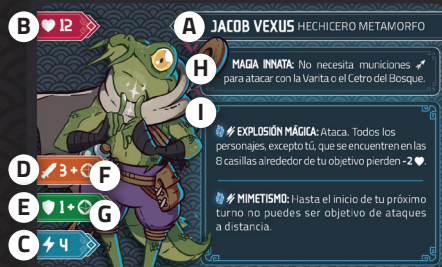 B 12
A JACOB VEXUS HECHICERO METAMORFO
H MAGIA INNATA: No necesita municiones
para atacar con la Varita o el Cetro del Bosque.
I
EXPLOSIÓN MÁGICA: Ataca. Todos los
personajes, excepto tú, que se encuentren en las
8 casillas alrededor de tu objetivo pierden -2
D 3 + F
MIMETISMO: Hasta el inicio de tu próximo
turno no puedes ser objetivo de ataques
a distancia.
E 1 + G
C 4